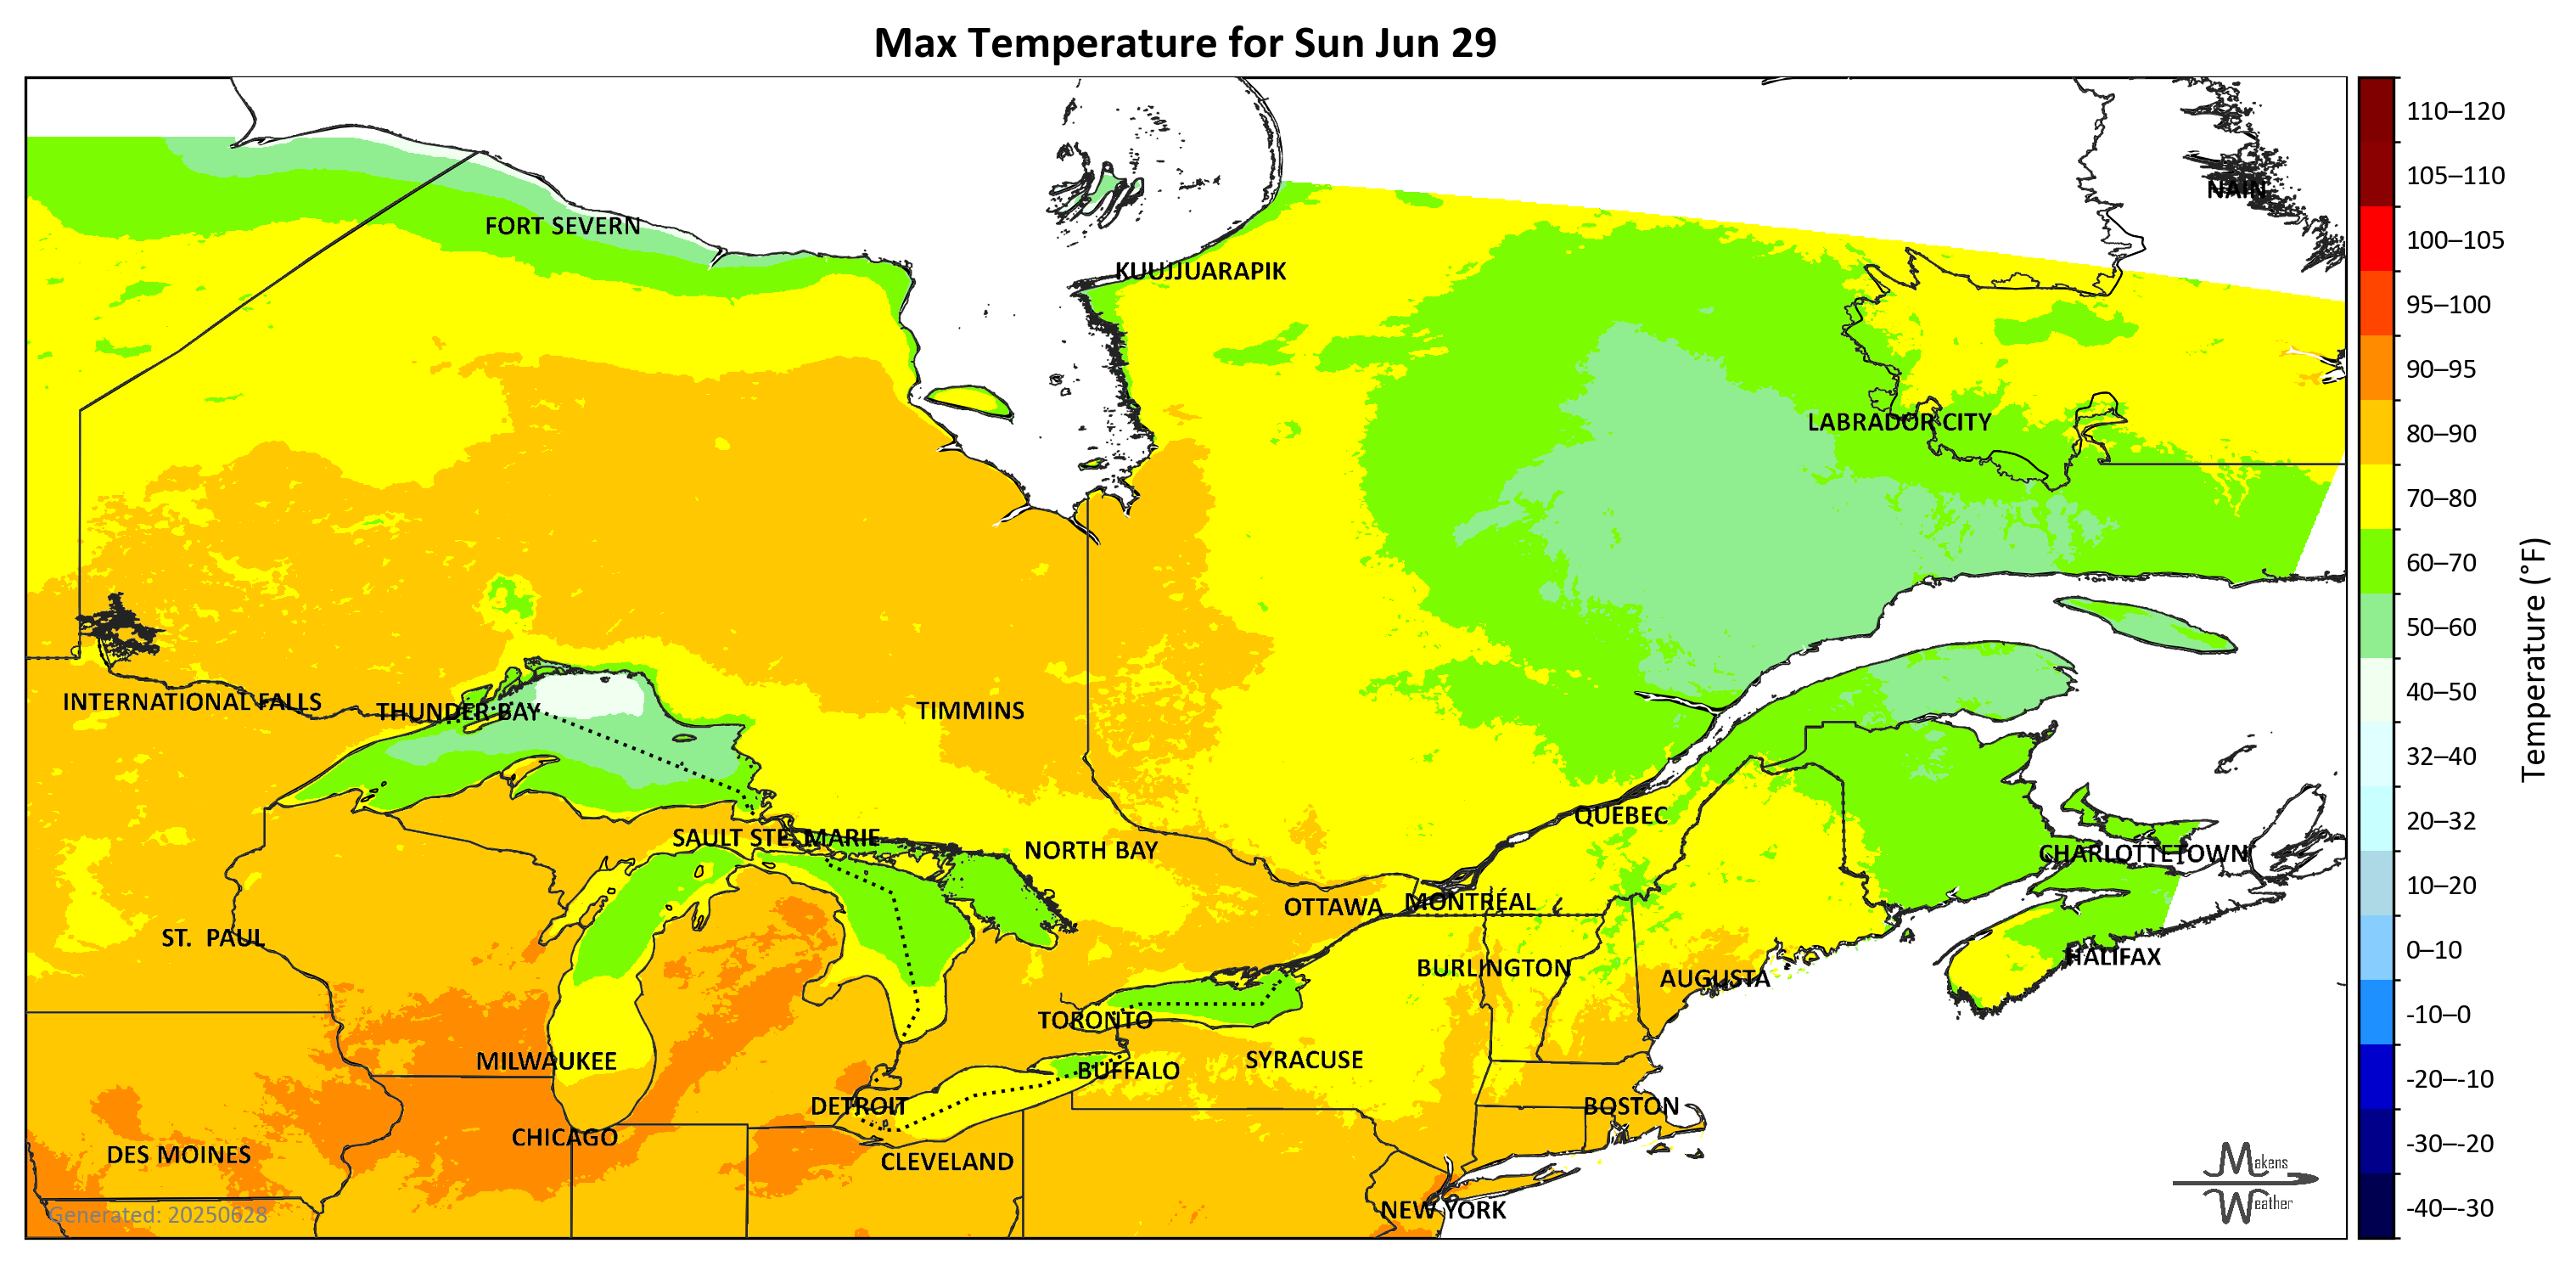 Max Temperature for Sun Jun 29
110–120
NAIN
105–110
FORT SEVERN
100–105
KUUJJUARAPIK
95–100
90–95
LABRADOR CITY
80–90
70–80
60–70
50–60
Temperature (°F)
40–50
INTERNATIONAL FALLS
THUNDER BAY
TIMMINS
32–40
QUEBEC
20–32
SAULT STE. MARIE
NORTH BAY
CHARLOTTETOWN
10–20
OTTAWA
MONTRÉAL
ST. PAUL
0–10
HALIFAX
BURLINGTON
AUGUSTA
-10–0
TORONTO
MILWAUKEE
SYRACUSE
BUFFALO
-20–-10
DETROIT
BOSTON
CHICAGO
-30–-20
DES MOINES
CLEVELAND
Makens
Weather
-40–-30
NEW YORK
Generated: 20250628